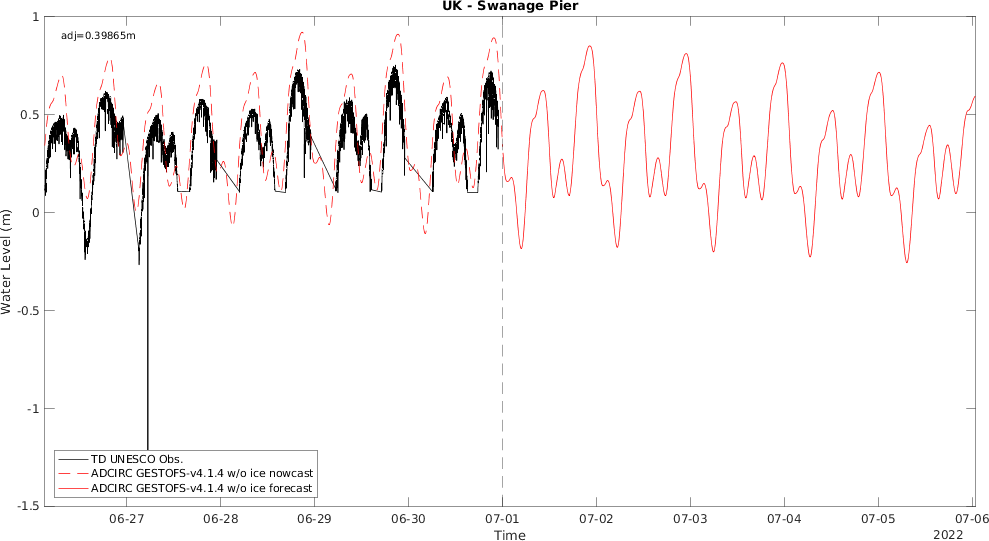 UK - Swanage Pier
adj=0.39865m
1
0.5
0
-0.5
-1
-1.5
Water Level (m)
TD UNESCO Obs.
ADCIRC GESTOFS-v4.1.4 w/o ice nowcast
ADCIRC GESTOFS-v4.1.4 w/o ice forecast
06-27 06-28 06-29 06-30 07-01 07-02 07-03 07-04 07-05 07-06
Time
2022